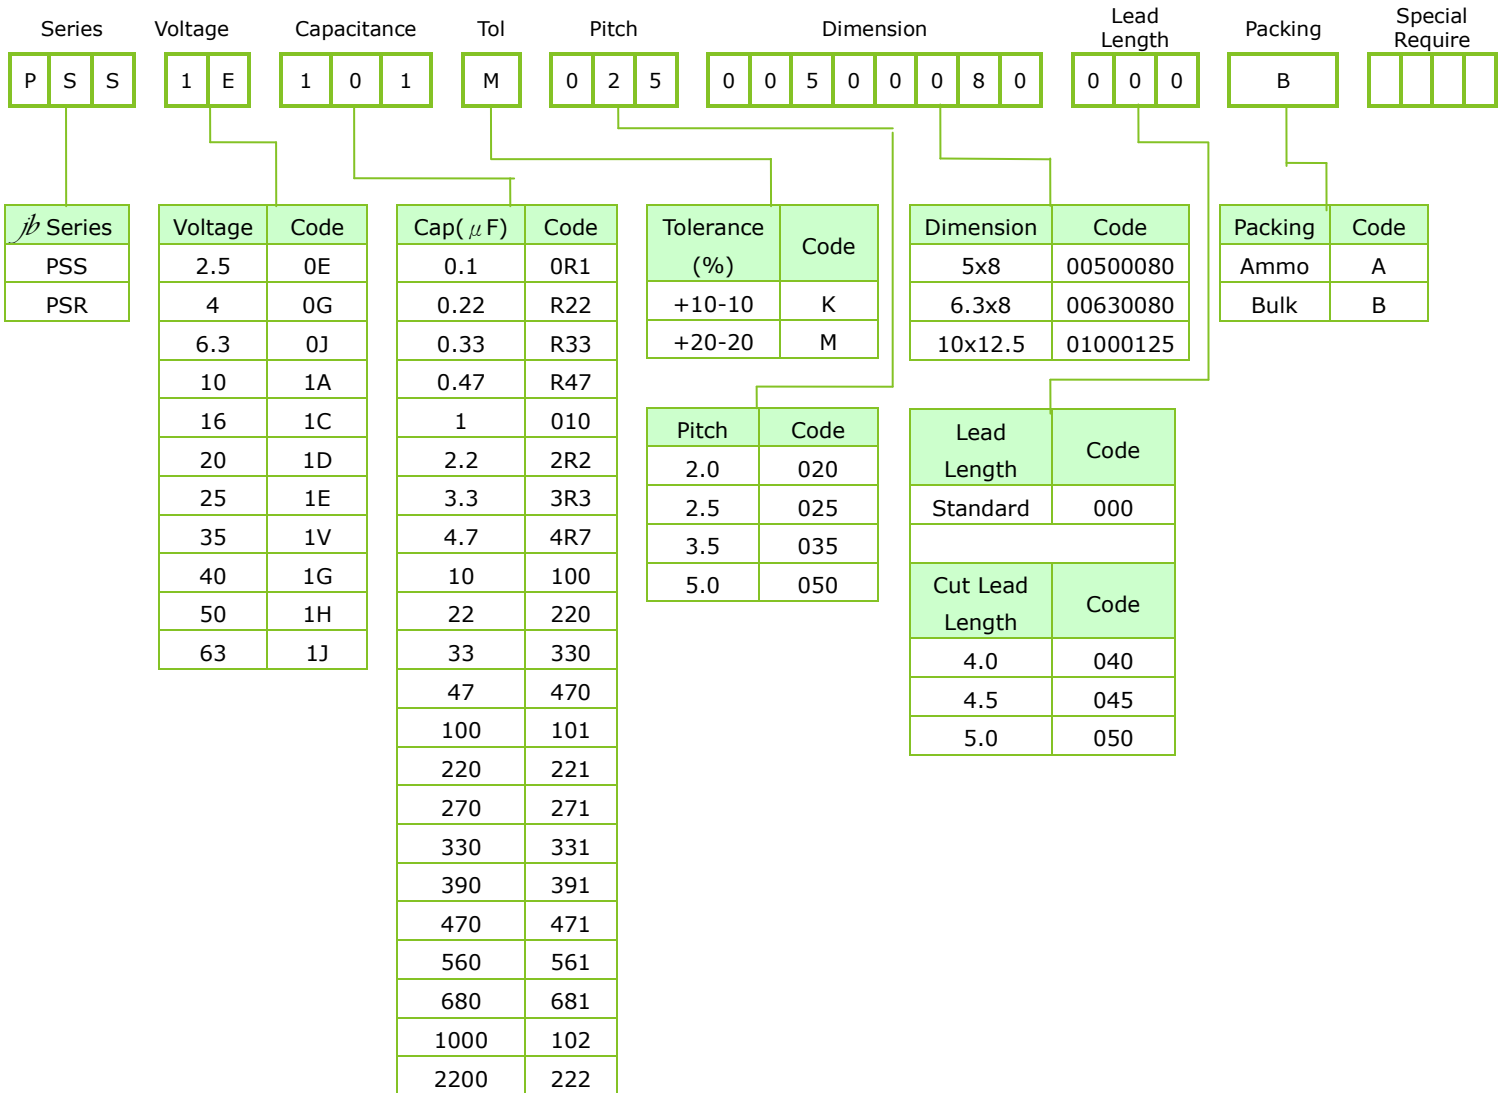 Series Voltage Capacitance Tol Pitch Dimension Lead Length Packing Special Require
P S S 1 E 1 0 1 M 0 2 5 0 0 5 0 0 0 8 0 0 0 0 B
jb Series
PSS
PSR
Voltage Code
2.5 0E
4 0G
6.3 0J
10 1A
16 1C
20 1D
25 1E
35 1V
40 1G
50 1H
63 1J
Cap(μF) Code
0.1 0R1
0.22 R22
0.33 R33
0.47 R47
1 010
2.2 2R2
3.3 3R3
4.7 4R7
10 100
22 220
33 330
47 470
100 101
220 221
270 271
330 331
390 391
470 471
560 561
680 681
1000 102
2200 222
Tolerance (%) Code
+10-10 K
+20-20 M
Pitch Code
2.0 020
2.5 025
3.5 035
5.0 050
Dimension Code
5x8 00500080
6.3x8 00630080
10x12.5 01000125
Lead Length Code
Standard 000
Cut Lead Length Code
4.0 040
4.5 045
5.0 050
Packing Code
Ammo A
Bulk B